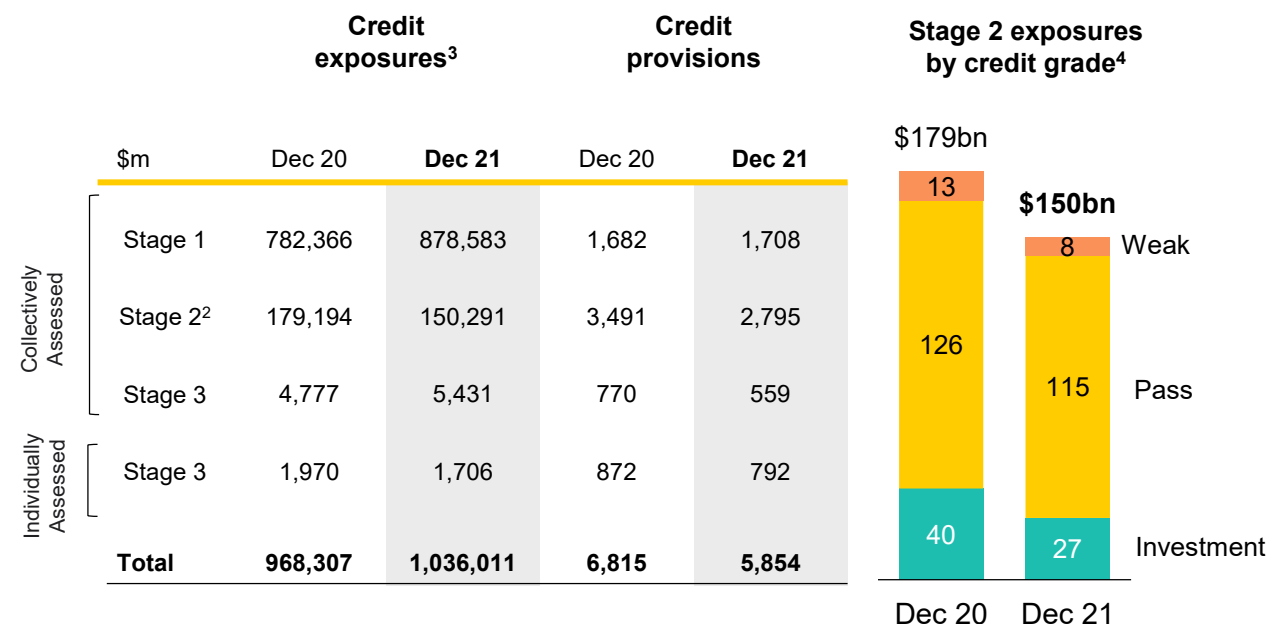 Credit
exposures³
Credit
provisions
Stage 2 exposures
by credit grade⁴
$m Dec 20 Dec 21 Dec 20 Dec 21
Collectively
Assessed
Stage 1 782,366 878,583 1,682 1,708
Stage 2² 179,194 150,291 3,491 2,795
Stage 3 4,777 5,431 770 559
Individually
Assessed
Stage 3 1,970 1,706 872 792
Total 968,307 1,036,011 6,815 5,854
$179bn
$150bn
13
8 Weak
126
115 Pass
40
27 Investment
Dec 20 Dec 21